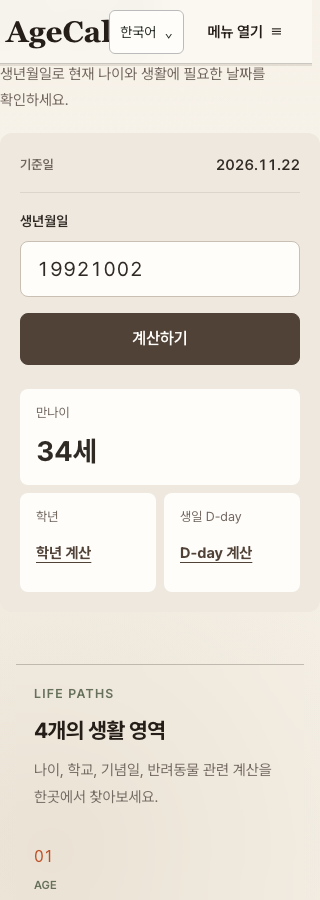 AgeCal
한국어
메뉴 열기
생년월일로 현재 나이와 생활에 필요한 날짜를
확인하세요.
기준일
2026.11.22
생년월일
19921002
계산하기
만나이
34세
학년
학년 계산
생일 D-day
D-day 계산
LIFE PATHS
4개의 생활 영역
나이, 학교, 기념일, 반려동물 관련 계산을
한곳에서 찾아보세요.
01
AGE